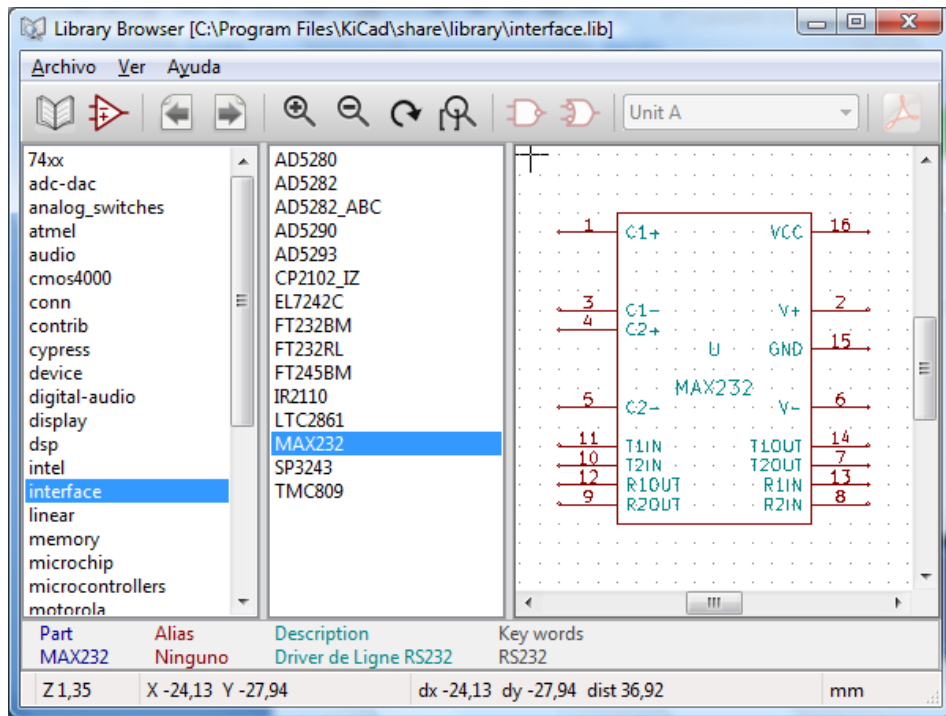 Library Browser [C:\Program Files\KiCad\share\library\interface.lib]
Archivo Ver Ayuda
Unit A
74xx
adc-dac
analog_switches
atmel
audio
cmos4000
conn
contrib
cypress
device
digital-audio
display
dsp
intel
interface
linear
memory
microchip
microcontrollers
motorola
AD5280
AD5282
AD5282_ABC
AD5290
AD5293
CP2102_IZ
EL7242C
FT232BM
FT232RL
FT245BM
IR2110
LTC2861
MAX232
SP3243
TMC809
1 C1+ VCC 16
3 C1- V+ 2
4 C2+
U GND 15
MAX232
5 C2- V- 6
11 T1IN T1OUT 14
10 T2IN T2OUT 7
12 R1OUT R1IN 13
9 R2OUT R2IN 8
Part Alias Description Key words
MAX232 Ninguno Driver de Ligne RS232 RS232
Z 1,35 X -24,13 Y -27,94 dx -24,13 dy -27,94 dist 36,92 mm